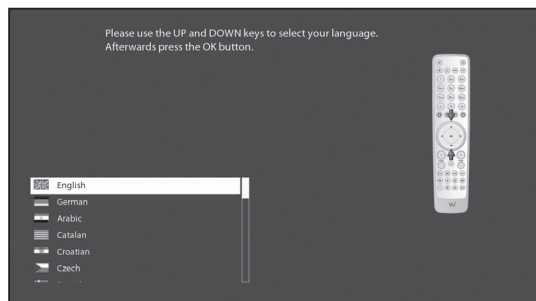 Please use the UP and DOWN keys to select your language.
Afterwards press the OK button.
English
German
Arabic
Catalan
Croatian
Czech